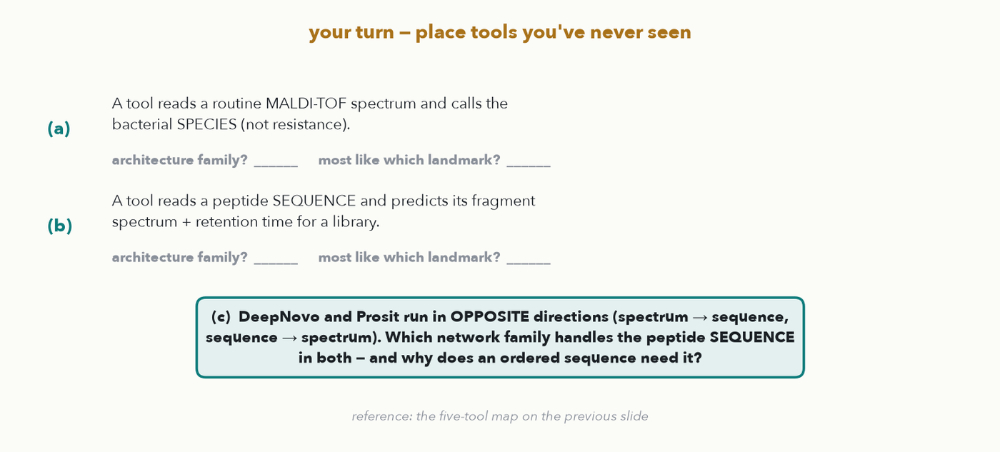 your turn – place tools you've never seen
(a)
A tool reads a routine MALDI-TOF spectrum and calls the
bacterial SPECIES (not resistance).
architecture family? ______ most like which landmark? ______
(b)
A tool reads a peptide SEQUENCE and predicts its fragment
spectrum + retention time for a library.
architecture family? ______ most like which landmark? ______
(c) DeepNovo and Prosit run in OPPOSITE directions (spectrum → sequence,
sequence → spectrum). Which network family handles the peptide SEQUENCE
in both – and why does an ordered sequence need it?
reference: the five-tool map on the previous slide